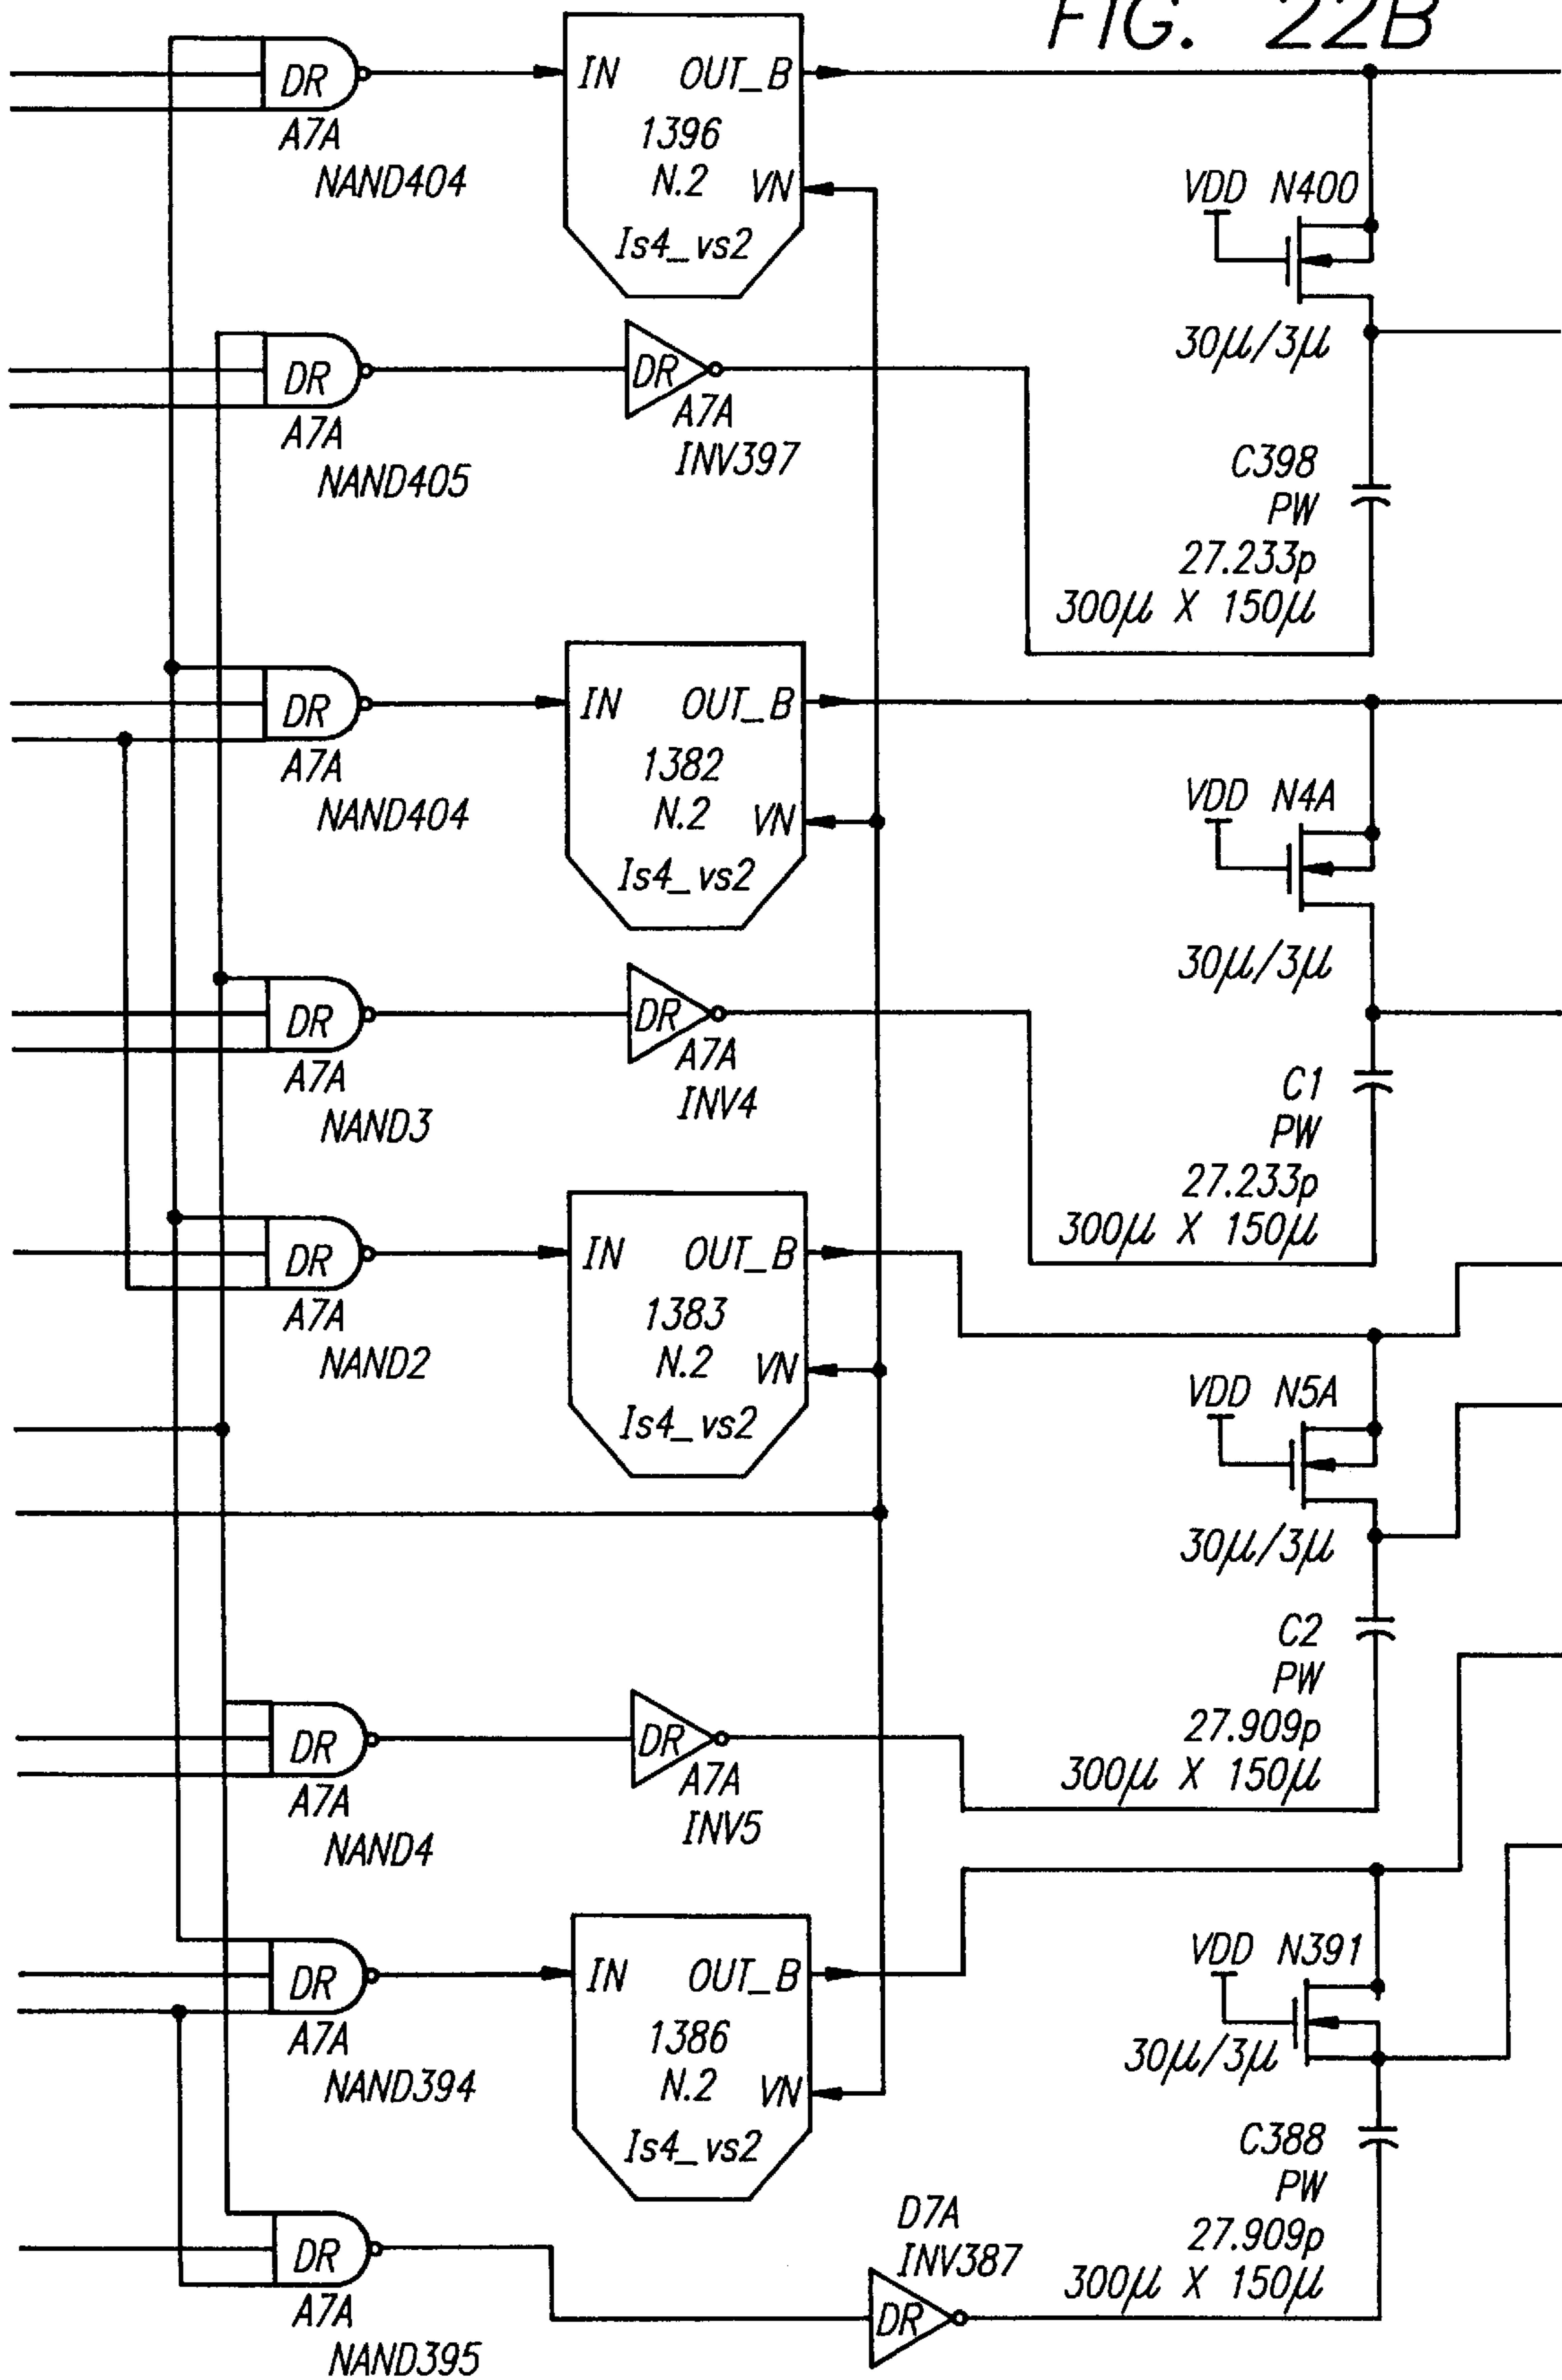 FIG. 22B
DR
A7A
NAND404
IN OUT_B
1396
N.2
VN
Is4_vs2
VDD N400
30µ/3µ
DR
A7A
NAND405
DR
A7A
INV397
C398
PW
27.233p
300µ X 150µ
DR
A7A
NAND404
IN OUT_B
1382
N.2
VN
Is4_vs2
VDD N4A
30µ/3µ
DR
A7A
NAND3
DR
A7A
INV4
C1
PW
27.233p
300µ X 150µ
DR
A7A
NAND2
IN OUT_B
1383
N.2
VN
Is4_vs2
VDD N5A
30µ/3µ
DR
A7A
NAND4
DR
A7A
INV5
C2
PW
27.909p
300µ X 150µ
DR
A7A
NAND394
IN OUT_B
1386
N.2
VN
Is4_vs2
VDD N391
30µ/3µ
DR
A7A
NAND395
D7A
INV387
DR
C388
PW
27.909p
300µ X 150µ